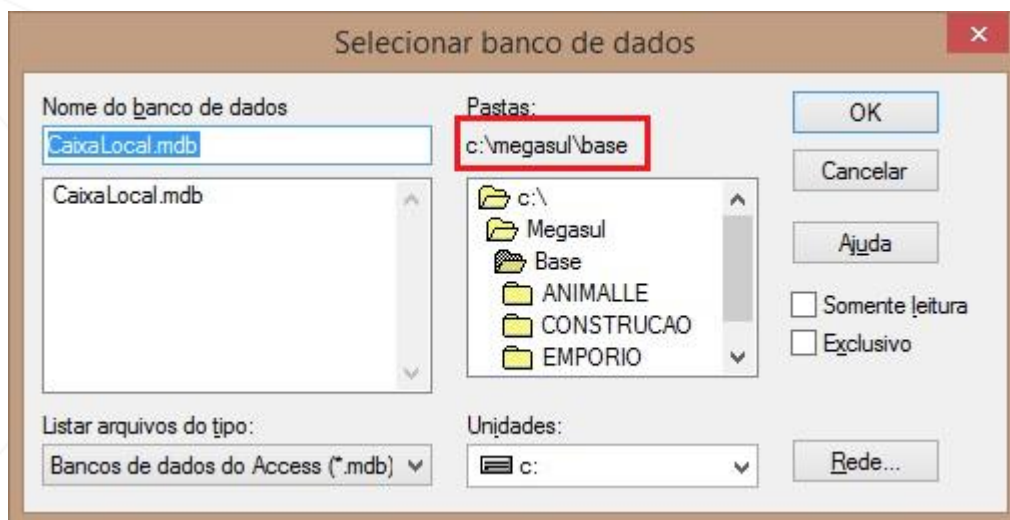 Selecionar banco de dados
Nome do banco de dados
CaixaLocal.mdb
CaixaLocal.mdb
Listar arquivos do tipo:
Bancos de dados do Access (*.mdb)
Pastas:
c:\megasul\base
c:\
Megasul
Base
ANIMALLE
CONSTRUCAO
EMPORIO
Unidades:
c:
OK
Cancelar
Ajuda
Somente leitura
Exclusivo
Rede...